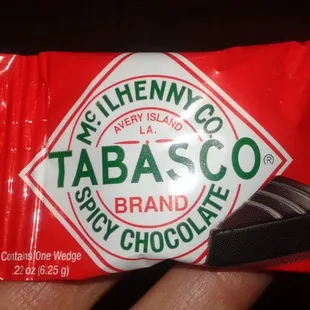 McILHENNY CO.
AVERY ISLAND
LA.
TABASCO®
BRAND
SPICY CHOCOLATE
Contains One Wedge
.22 oz (6.25 g)